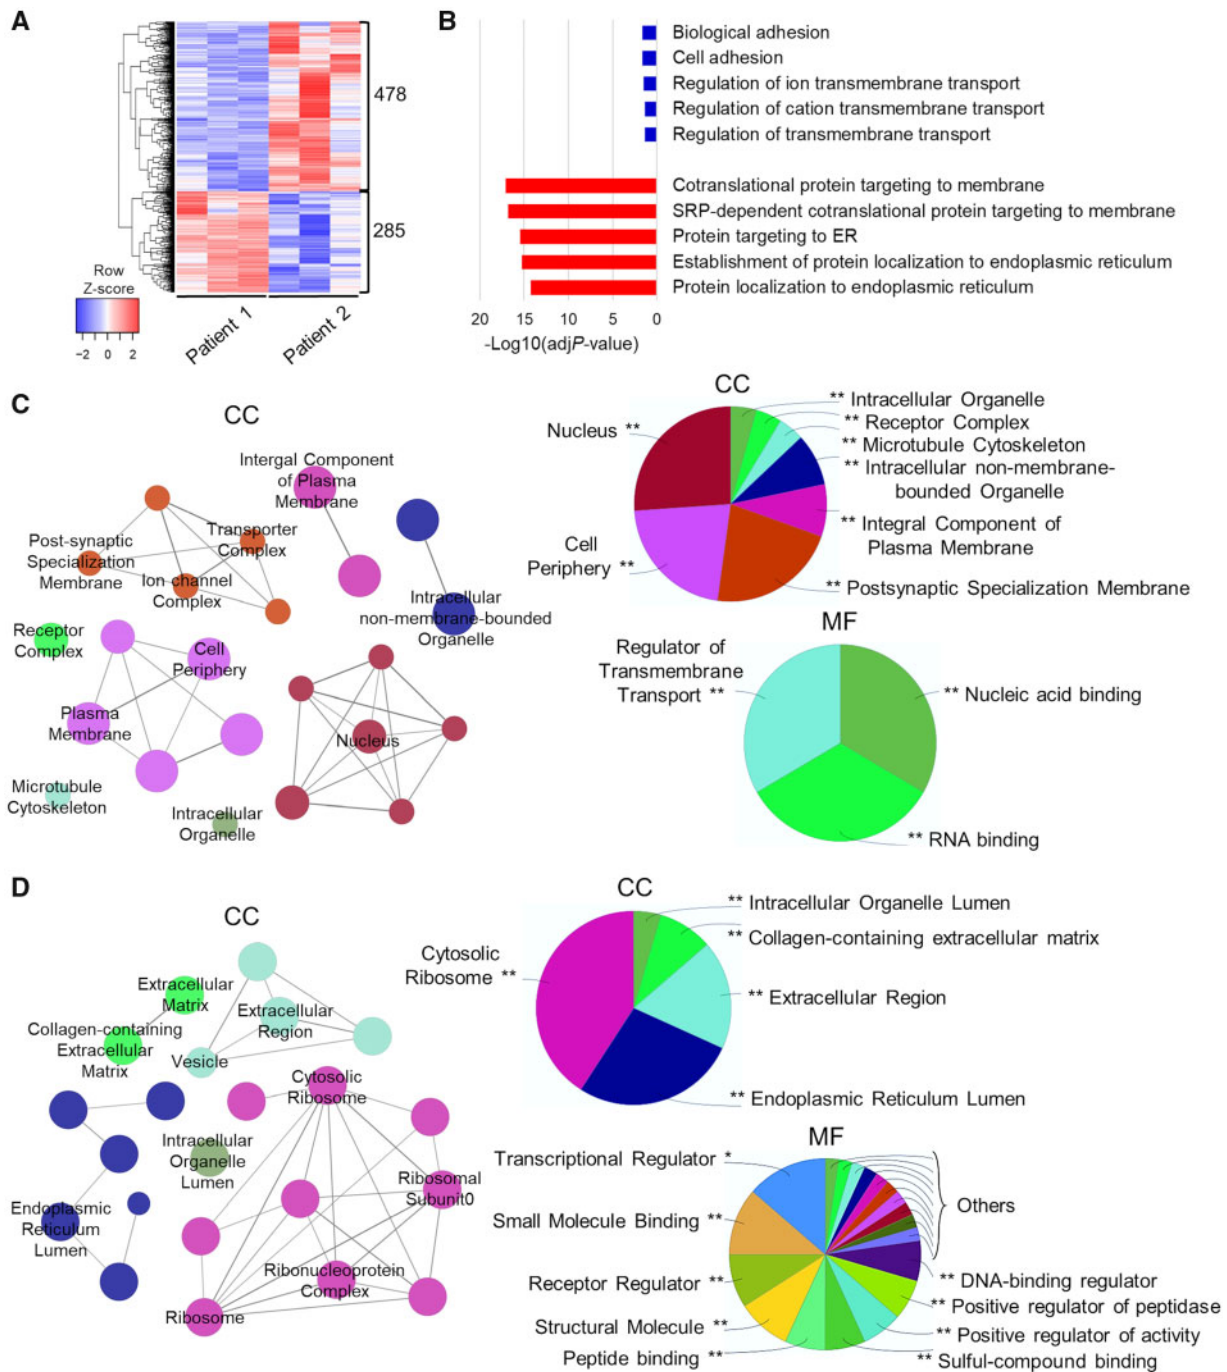 A
478
285
Row
Z-score
−2 0 2
Patient 1
Patient 2
B
Biological adhesion
Cell adhesion
Regulation of ion transmembrane transport
Regulation of cation transmembrane transport
Regulation of transmembrane transport
Cotranslational protein targeting to membrane
SRP-dependent cotranslational protein targeting to membrane
Protein targeting to ER
Establishment of protein localization to endoplasmic reticulum
Protein localization to endoplasmic reticulum
20 15 10 5 0
-Log10(adjP-value)
C
CC
Intergal Component
of Plasma
Membrane
Post-synaptic
Specialization
Membrane
Transporter
Complex
Ion channel
Complex
Intracellular
non-membrane-bounded
Organelle
Receptor
Complex
Cell
Periphery
Plasma
Membrane
Nucleus
Microtubule
Cytoskeleton
Intracellular
Organelle
CC
Nucleus **
** Intracellular Organelle
** Receptor Complex
** Microtubule Cytoskeleton
** Intracellular non-membrane-
bounded Organelle
** Integral Component of
Plasma Membrane
Cell
Periphery **
** Postsynaptic Specialization Membrane
MF
Regulator of
Transmembrane
Transport **
** Nucleic acid binding
** RNA binding
D
CC
Extracellular
Matrix
Collagen-containing
Extracellular
Matrix
Extracellular
Region
Vesicle
Cytosolic
Ribosome
Intracellular
Organelle
Lumen
Ribosomal
Subunit0
Endoplasmic
Reticulum
Lumen
Ribonucleoprotein
Complex
Ribosome
CC
** Intracellular Organelle Lumen
** Collagen-containing extracellular matrix
Cytosolic
Ribosome **
** Extracellular Region
** Endoplasmic Reticulum Lumen
MF
Transcriptional Regulator *
Others
Small Molecule Binding **
Receptor Regulator **
** DNA-binding regulator
** Positive regulator of peptidase
Structural Molecule **
** Positive regulator of activity
Peptide binding **
** Sulful-compound binding